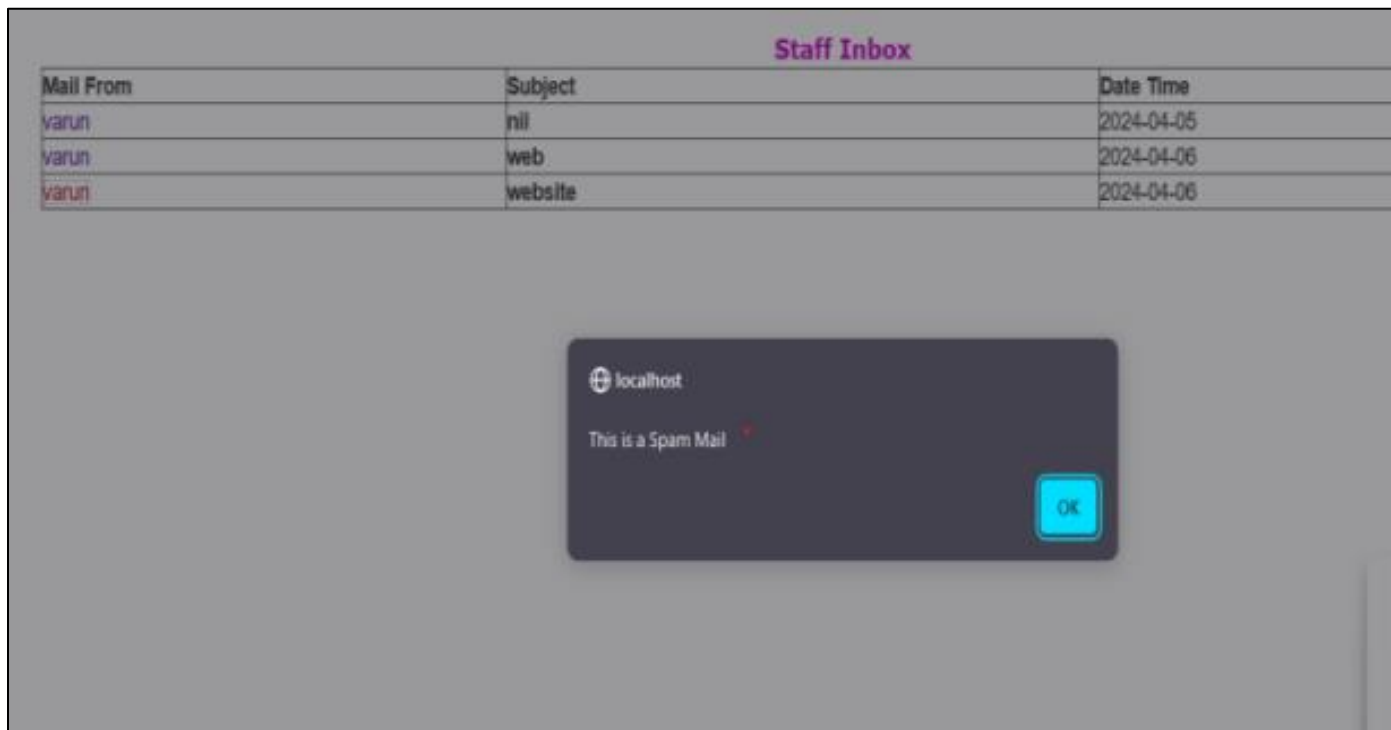 Staff Inbox
Mail From Subject Date Time
varun nil 2024-04-05
varun web 2024-04-06
varun website 2024-04-06
localhost
This is a Spam Mail
OK